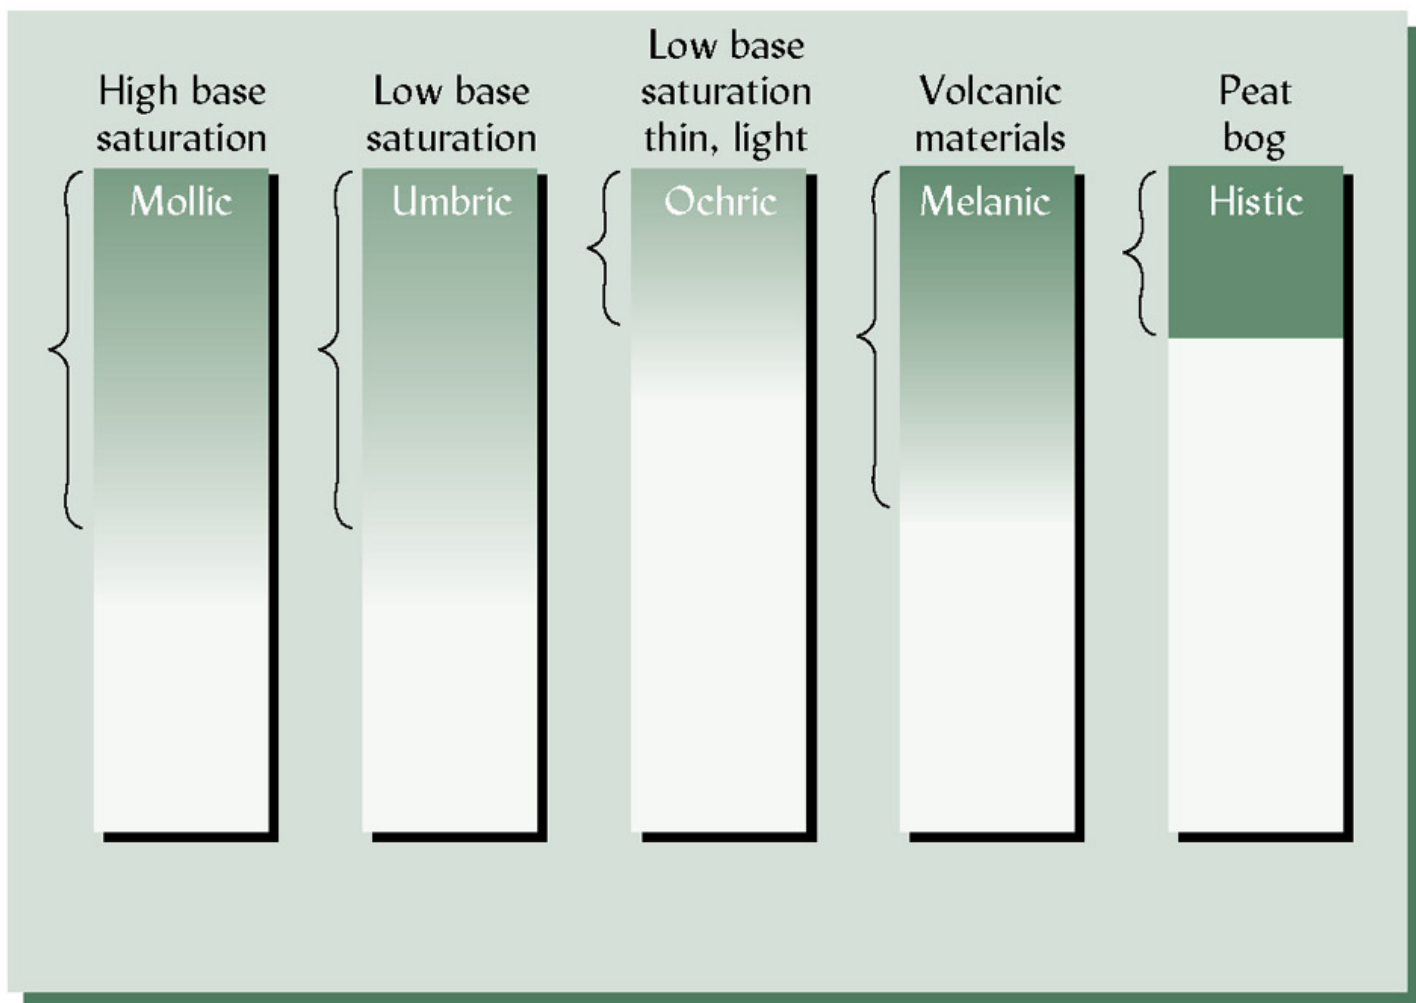 High base
saturation
Mollic
Low base
saturation
Umbric
Low base
saturation
thin, light
Ochric
Volcanic
materials
Melanic
Peat
bog
Histic